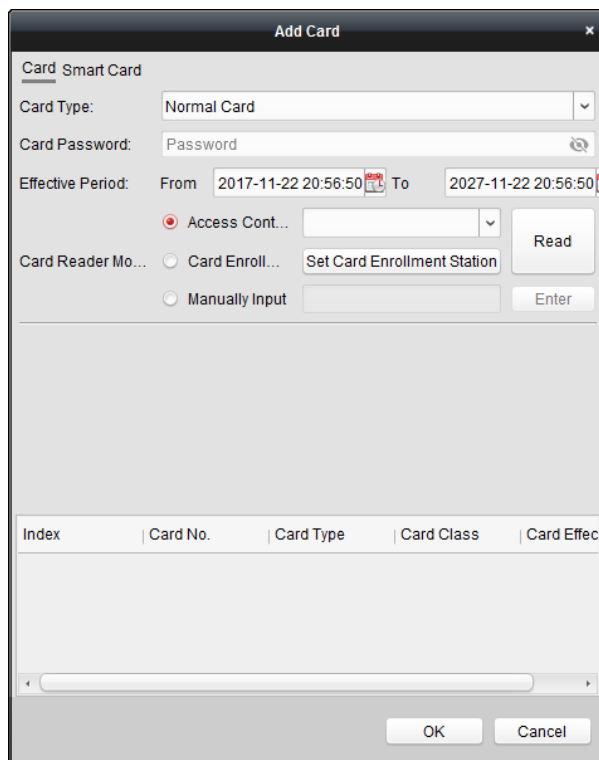 Add Card ×
Card Smart Card
Card Type: Normal Card
Card Password: Password
Effective Period: From 2017-11-22 20:56:50 To 2027-11-22 20:56:50
Access Cont...
Read
Card Reader Mo... Card Enroll... Set Card Enrollment Station
Manually Input Enter
Index Card No. Card Type Card Class Card Effec
OK Cancel